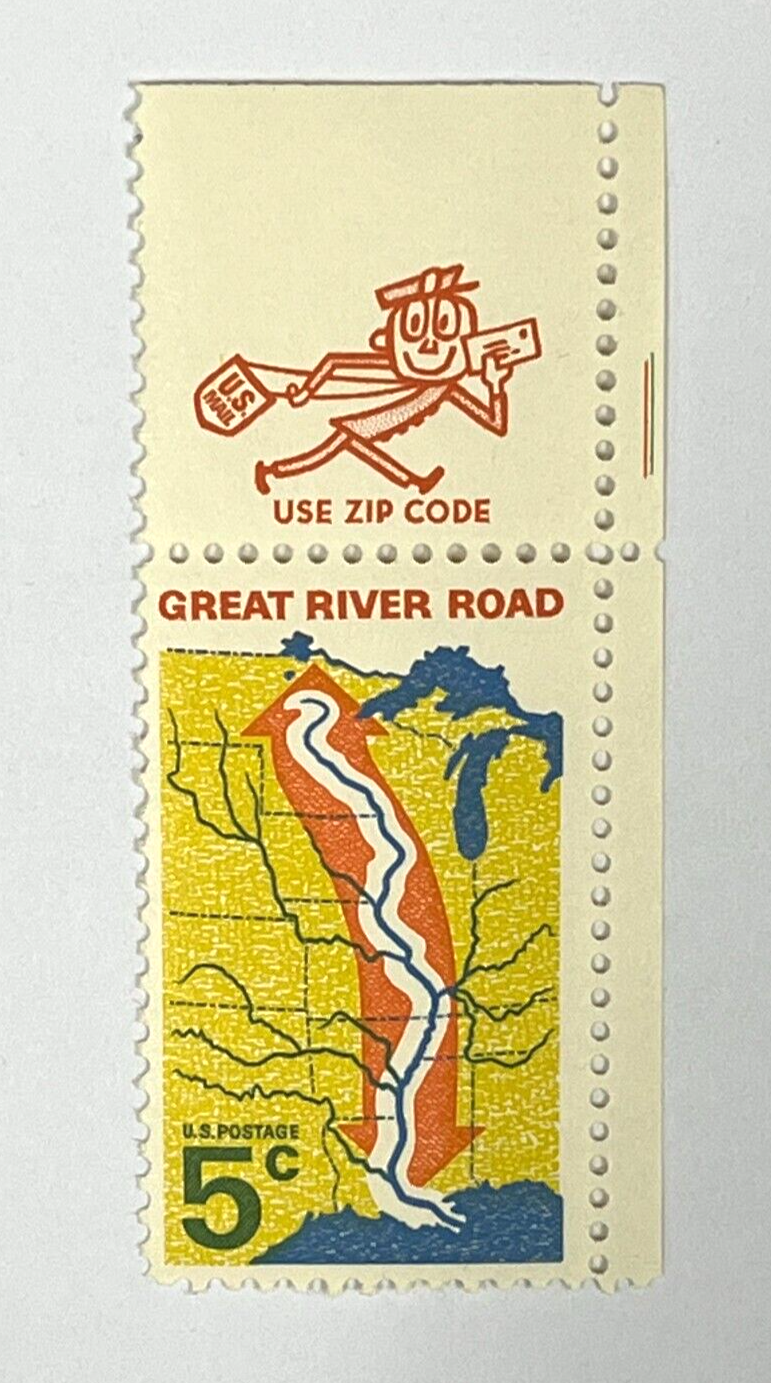 U.S.
MAIL
USE ZIP CODE
GREAT RIVER ROAD
U.S. POSTAGE
5c